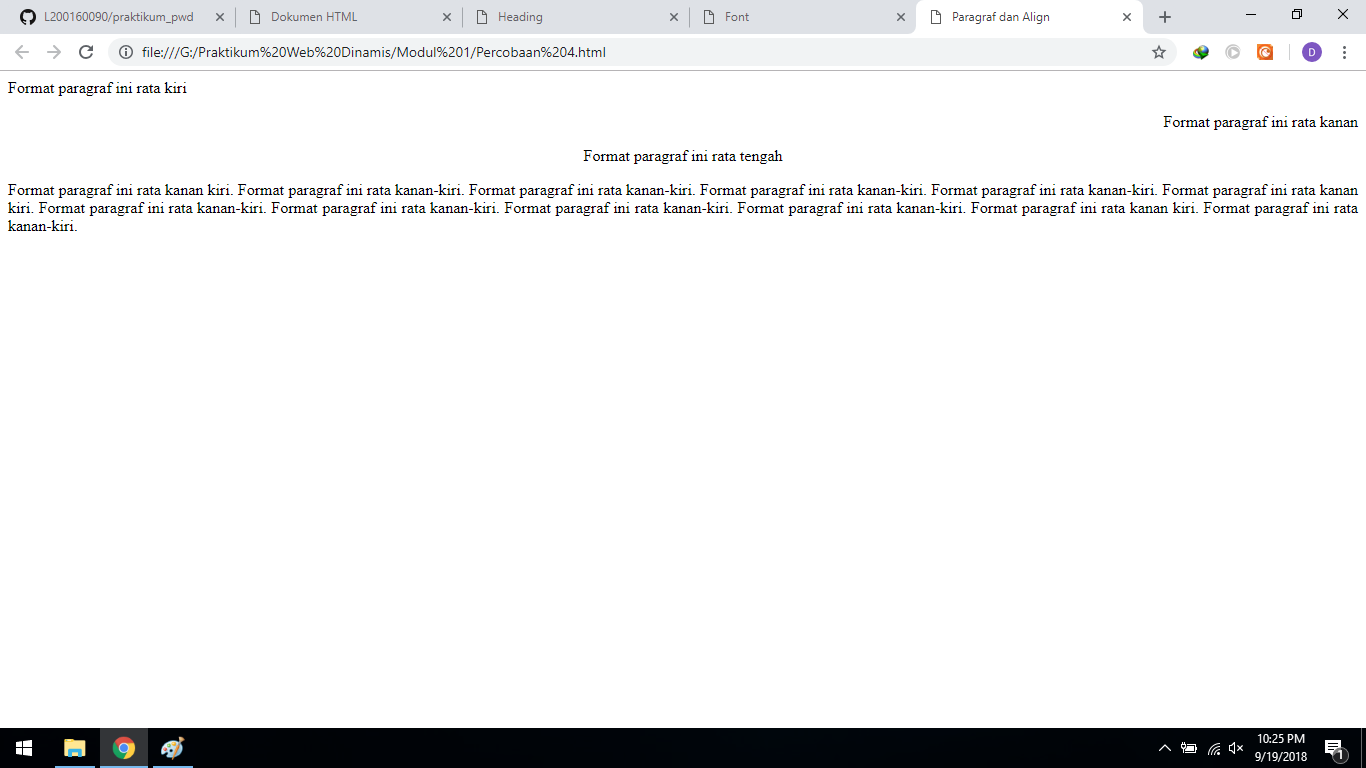 L200160090/praktikum_pwd
Dokumen HTML
Heading
Font
Paragraf dan Align
file:///G:/Praktikum%20Web%20Dinamis/Modul%201/Percobaan%204.html
D
Format paragraf ini rata kiri
Format paragraf ini rata kanan
Format paragraf ini rata tengah
Format paragraf ini rata kanan kiri. Format paragraf ini rata kanan-kiri. Format paragraf ini rata kanan-kiri. Format paragraf ini rata kanan-kiri. Format paragraf ini rata kanan-kiri. Format paragraf ini rata kanan
kiri. Format paragraf ini rata kanan-kiri. Format paragraf ini rata kanan-kiri. Format paragraf ini rata kanan-kiri. Format paragraf ini rata kanan-kiri. Format paragraf ini rata kanan kiri. Format paragraf ini rata
kanan-kiri.
10:25 PM
9/19/2018
1